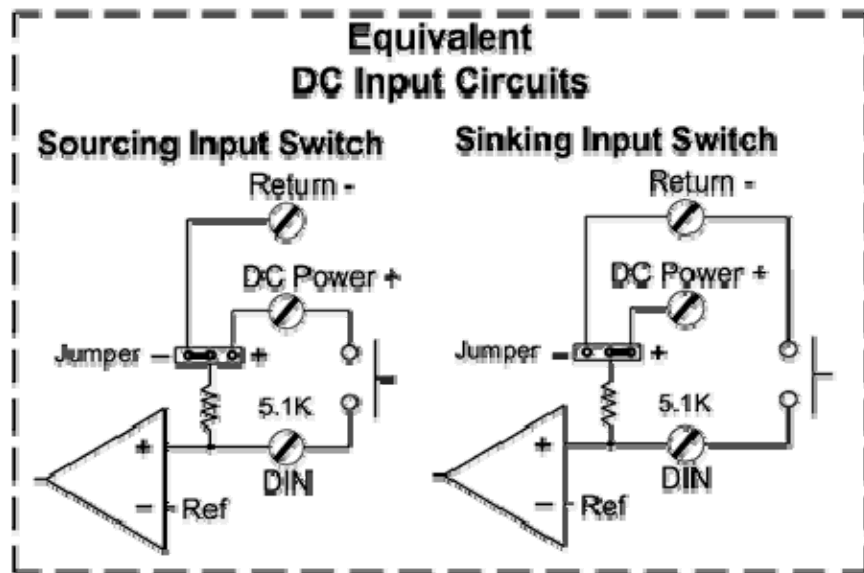 Equivalent
DC Input Circuits
Sourcing Input Switch
Return -
DC Power +
Jumper - +
5.1K
+
DIN
- Ref
Sinking Input Switch
Return -
DC Power +
Jumper - +
5.1K
+
DIN
- Ref